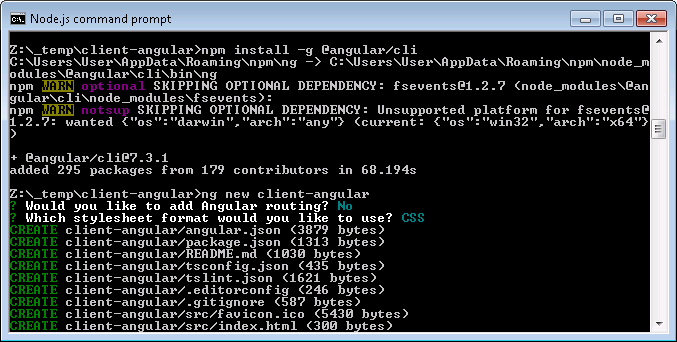 Node.js command prompt
Z:\_temp\client-angular>npm install -g @angular/cli
C:\Users\User\AppData\Roaming\npm\ng -> C:\Users\User\AppData\Roaming\npm\node_m
odules\@angular\cli\bin\ng
npm WARN optional SKIPPING OPTIONAL DEPENDENCY: fsevents@1.2.7 (node_modules\@an
gular\cli\node_modules\fsevents):
npm WARN notsup SKIPPING OPTIONAL DEPENDENCY: Unsupported platform for fsevents@
1.2.7: wanted {"os":"darwin","arch":"any"} (current: {"os":"win32","arch":"x64"}
)
+ @angular/cli@7.3.1
added 295 packages from 179 contributors in 68.194s
Z:\_temp\client-angular>ng new client-angular
? Would you like to add Angular routing? No
? Which stylesheet format would you like to use? CSS
CREATE client-angular/angular.json (3879 bytes)
CREATE client-angular/package.json (1313 bytes)
CREATE client-angular/README.md (1030 bytes)
CREATE client-angular/tsconfig.json (435 bytes)
CREATE client-angular/tslint.json (1621 bytes)
CREATE client-angular/.editorconfig (246 bytes)
CREATE client-angular/.gitignore (587 bytes)
CREATE client-angular/src/favicon.ico (5430 bytes)
CREATE client-angular/src/index.html (300 bytes)